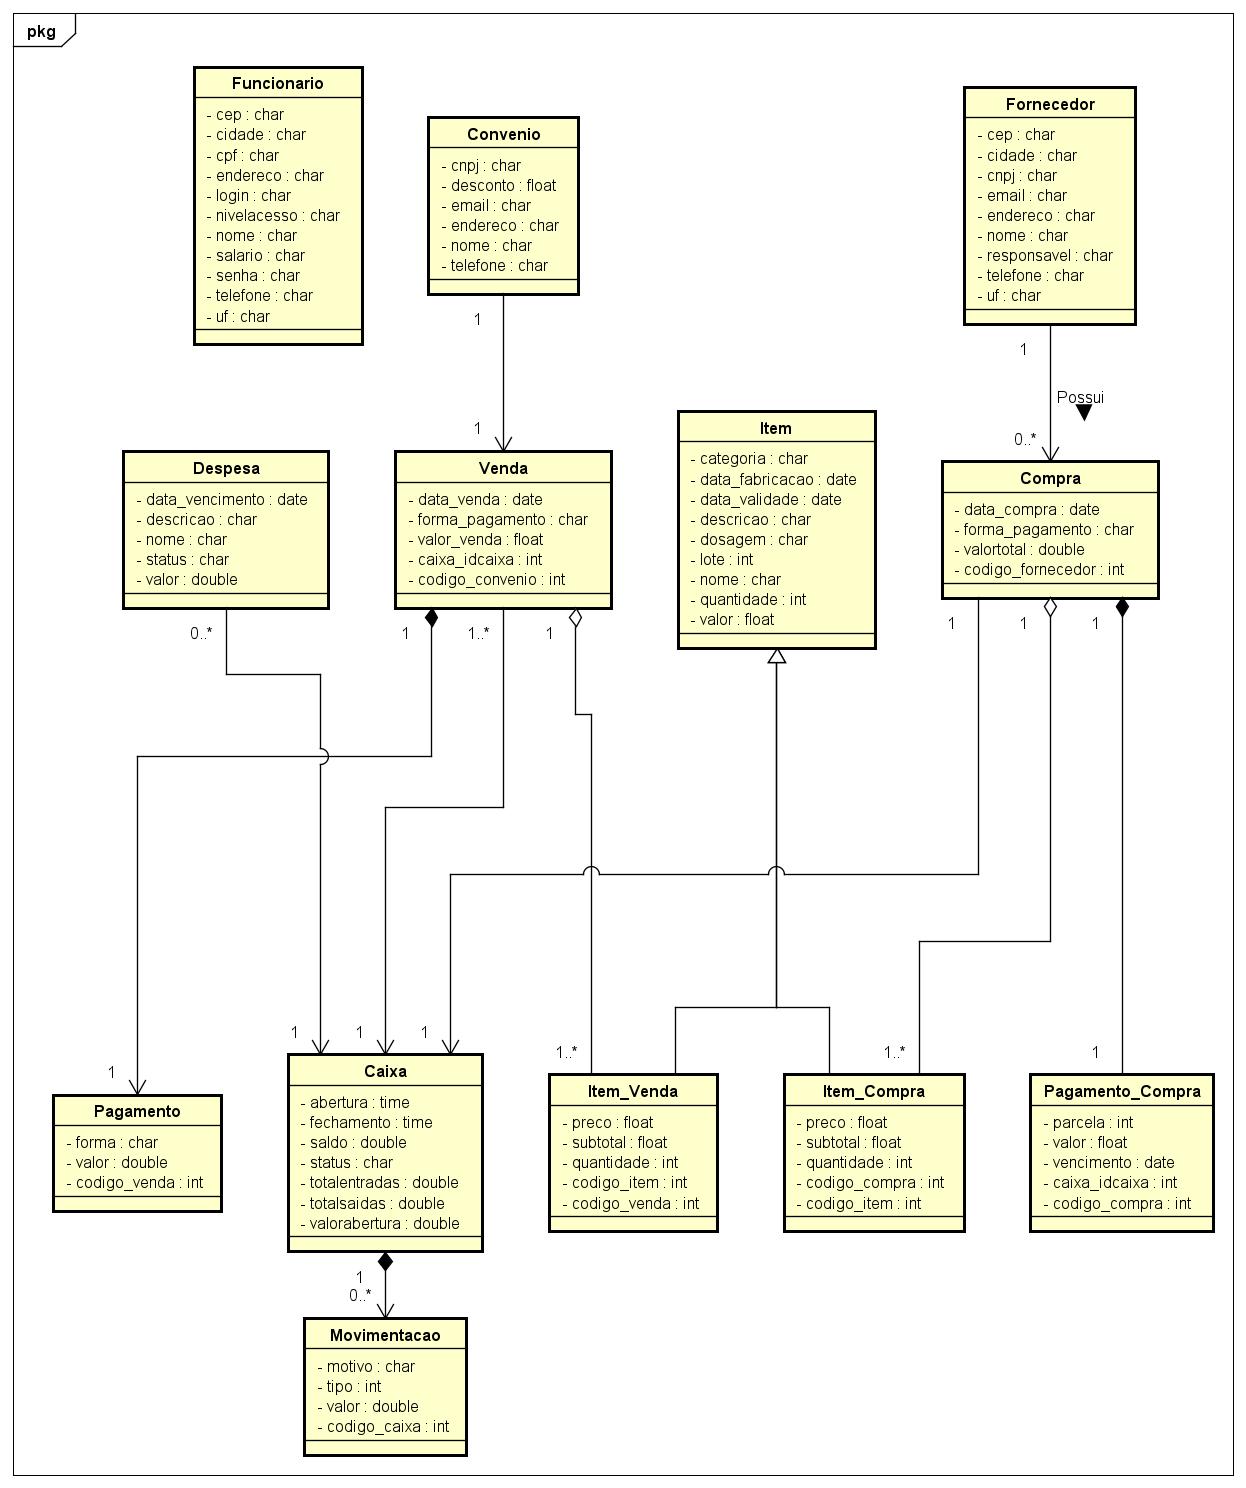 pkg
Funcionario
- cep : char
- cidade : char
- cpf : char
- endereco : char
- login : char
- nivelacesso : char
- nome : char
- salario : char
- senha : char
- telefone : char
- uf : char
Convenio
- cnpj : char
- desconto : float
- email : char
- endereco : char
- nome : char
- telefone : char
1
1
Fornecedor
- cep : char
- cidade : char
- cnpj : char
- email : char
- endereco : char
- nome : char
- responsavel : char
- telefone : char
- uf : char
1
Possui
0..*
Despesa
- data_vencimento : date
- descricao : char
- nome : char
- status : char
- valor : double
0..*
Venda
- data_venda : date
- forma_pagamento : char
- valor_venda : float
- caixa_idcaixa : int
- codigo_convenio : int
1
1..*
1
Item
- categoria : char
- data_fabricacao : date
- data_validade : date
- descricao : char
- dosagem : char
- lote : int
- nome : char
- quantidade : int
- valor : float
Compra
- data_compra : date
- forma_pagamento : char
- valortotal : double
- codigo_fornecedor : int
1
1
1
1
Pagamento
- forma : char
- valor : double
- codigo_venda : int
1
1
1
Caixa
- abertura : time
- fechamento : time
- saldo : double
- status : char
- totalentradas : double
- totalsaidas : double
- valorabertura : double
1
0..*
1..*
Item_Venda
- preco : float
- subtotal : float
- quantidade : int
- codigo_item : int
- codigo_venda : int
1..*
Item_Compra
- preco : float
- subtotal : float
- quantidade : int
- codigo_compra : int
- codigo_item : int
1
Pagamento_Compra
- parcela : int
- valor : float
- vencimento : date
- caixa_idcaixa : int
- codigo_compra : int
Movimentacao
- motivo : char
- tipo : int
- valor : double
- codigo_caixa : int